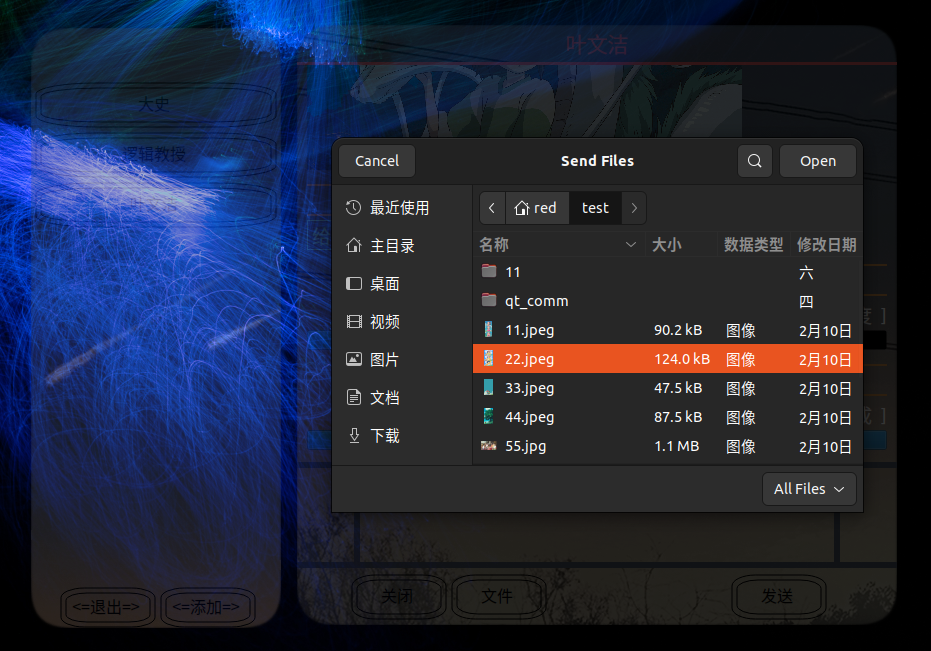 叶文洁
大史
逻辑教授
Cancel Send Files Open
最近使用
主目录
桌面
视频
图片
文档
下载
red test
名称 大小 数据类型 修改日期
11 六
qt_comm 四
11.jpeg 90.2 kB 图像 2月10日
22.jpeg 124.0 kB 图像 2月10日
33.jpeg 47.5 kB 图像 2月10日
44.jpeg 87.5 kB 图像 2月10日
55.jpg 1.1 MB 图像 2月10日
给
度 ]
成 ]
All Files
<=退出=> <=添加=>
关闭 文件 发送